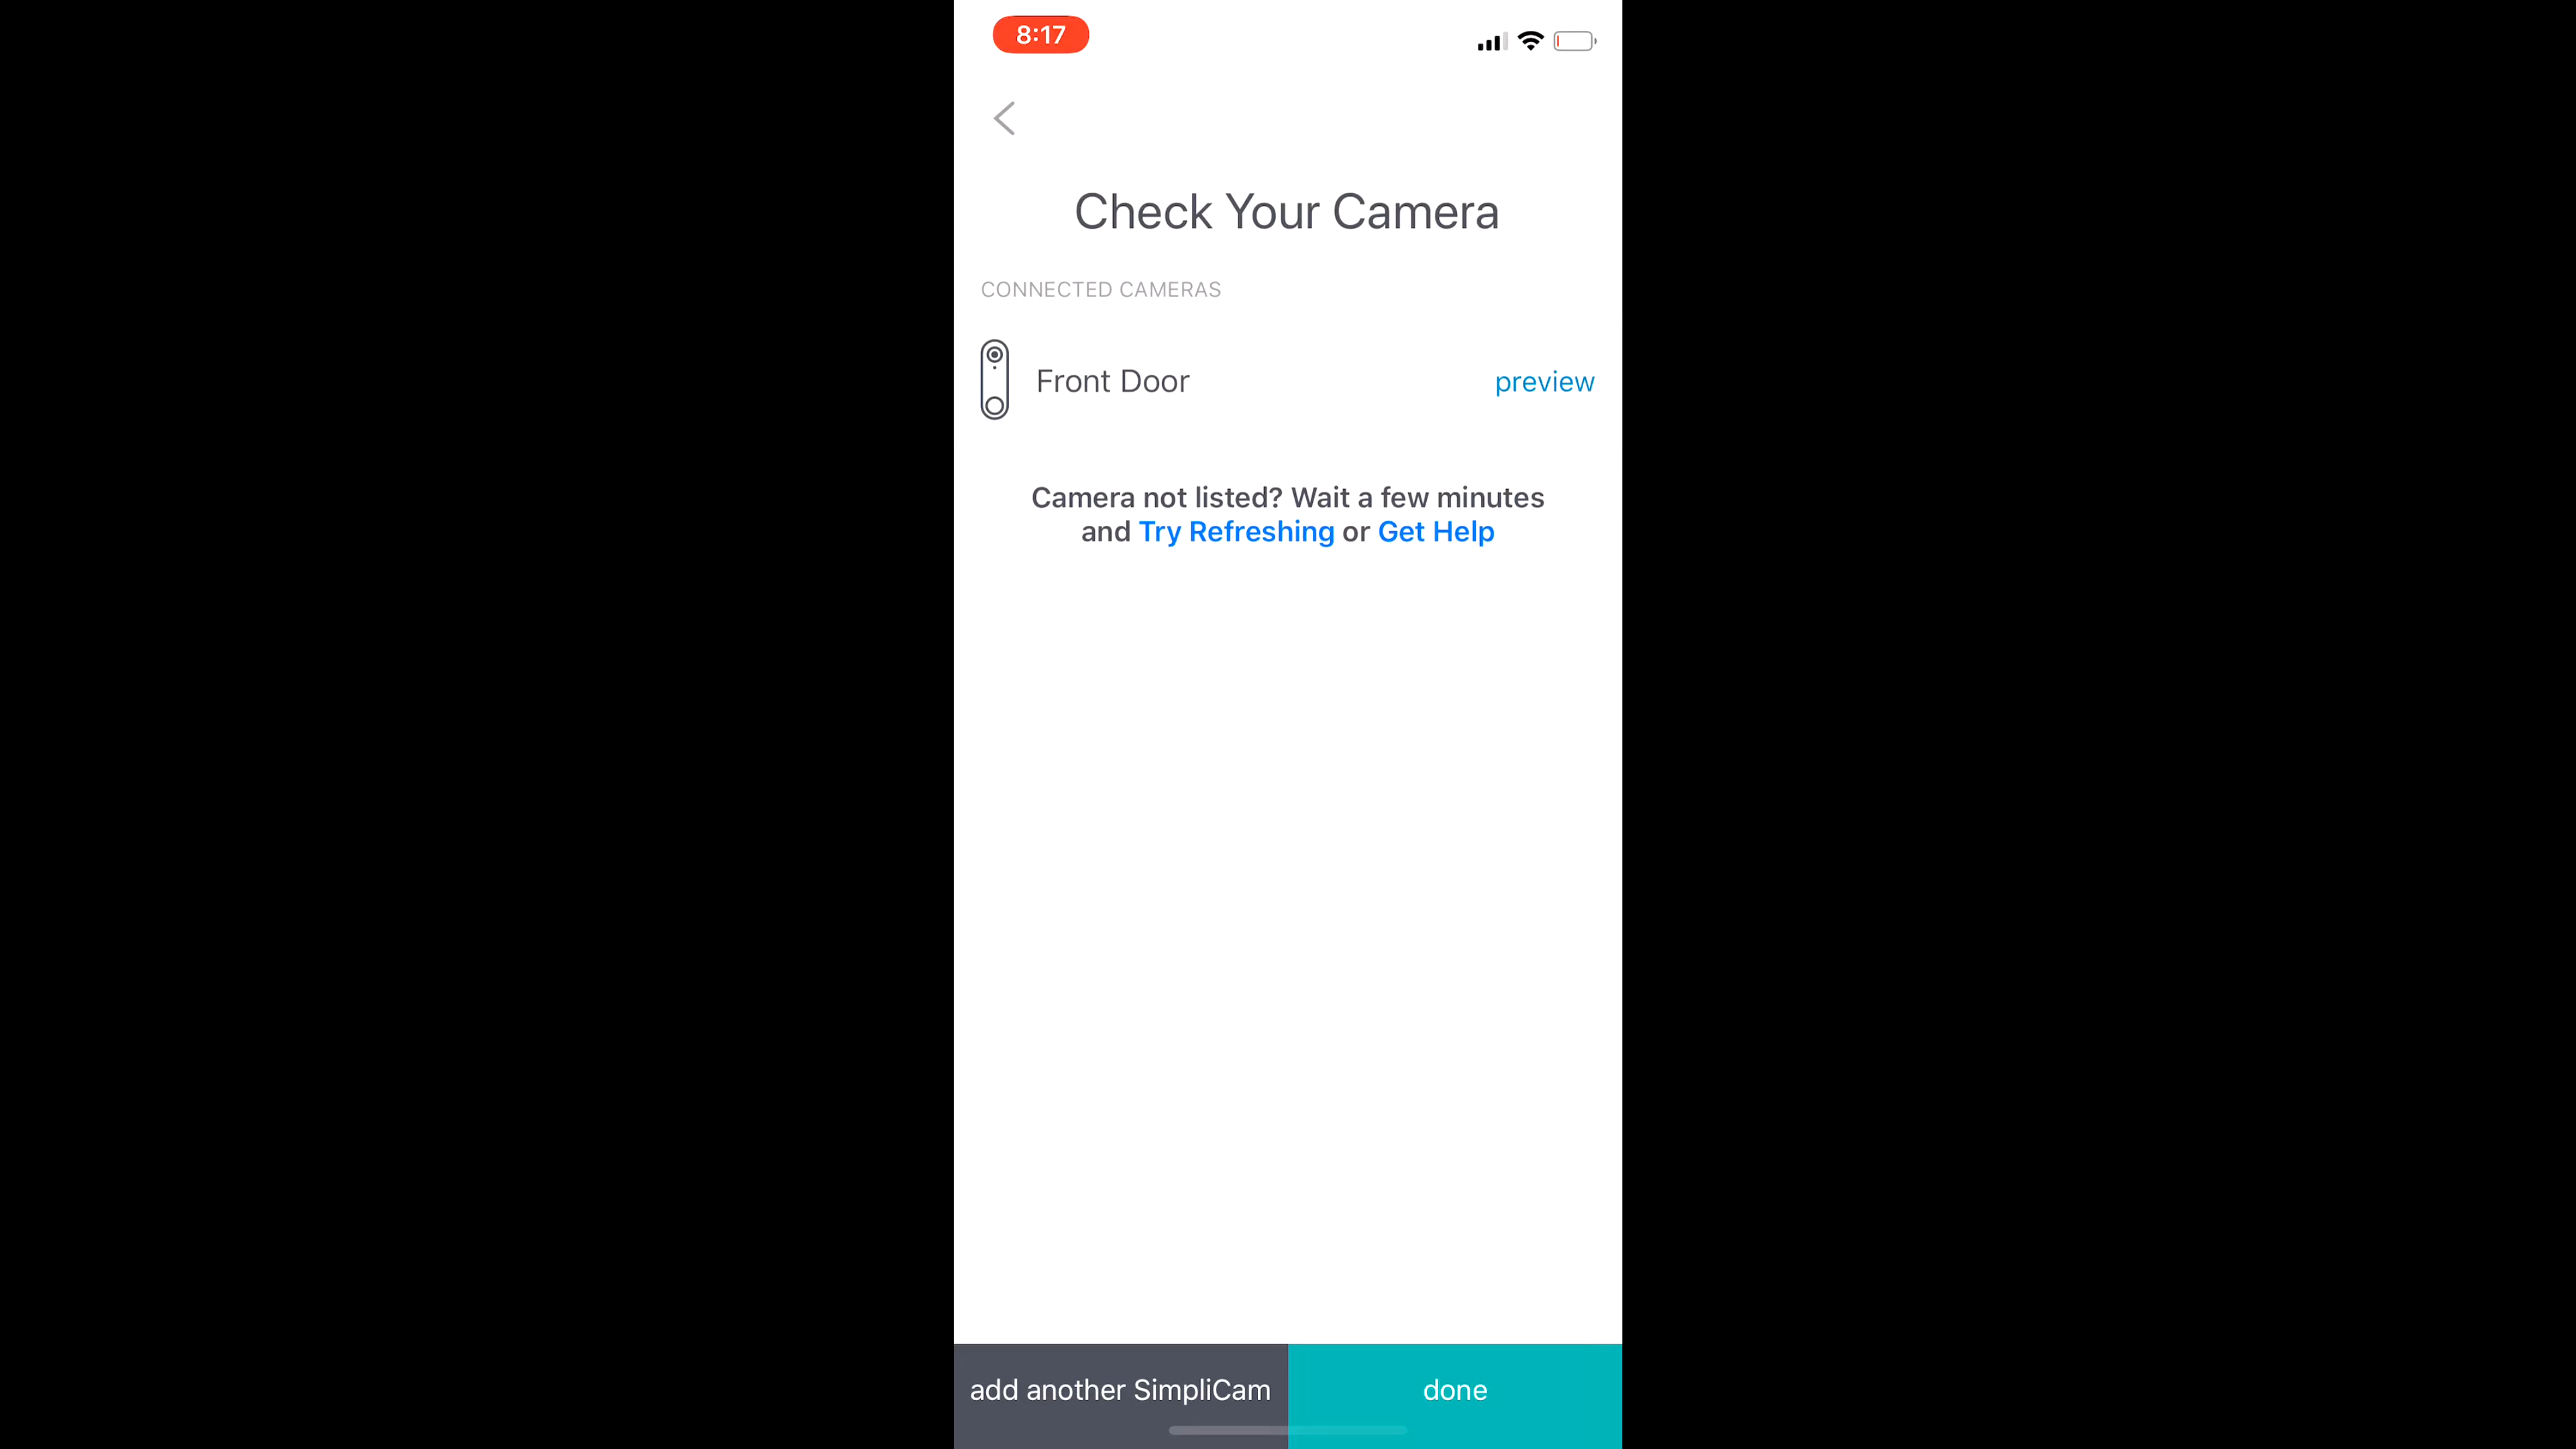 8:17
Check Your Camera
CONNECTED CAMERAS
Front Door
preview
Camera not listed? Wait a few minutes
and Try Refreshing or Get Help
add another SimpliCam
done